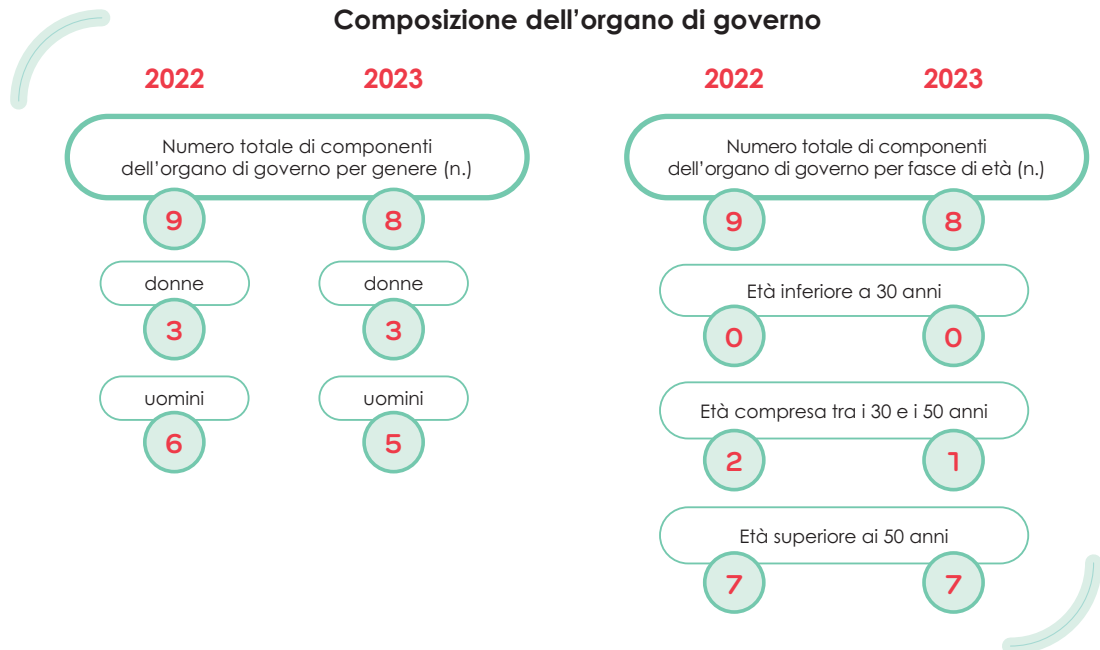 Composizione dell'organo di governo
2022
2023
Numero totale di componenti
dell'organo di governo per genere (n.)
9
8
donne
donne
3
3
uomini
uomini
6
5
2022
2023
Numero totale di componenti
dell'organo di governo per fasce di età (n.)
9
8
Età inferiore a 30 anni
0
0
Età compresa tra i 30 e i 50 anni
2
1
Età superiore ai 50 anni
7
7